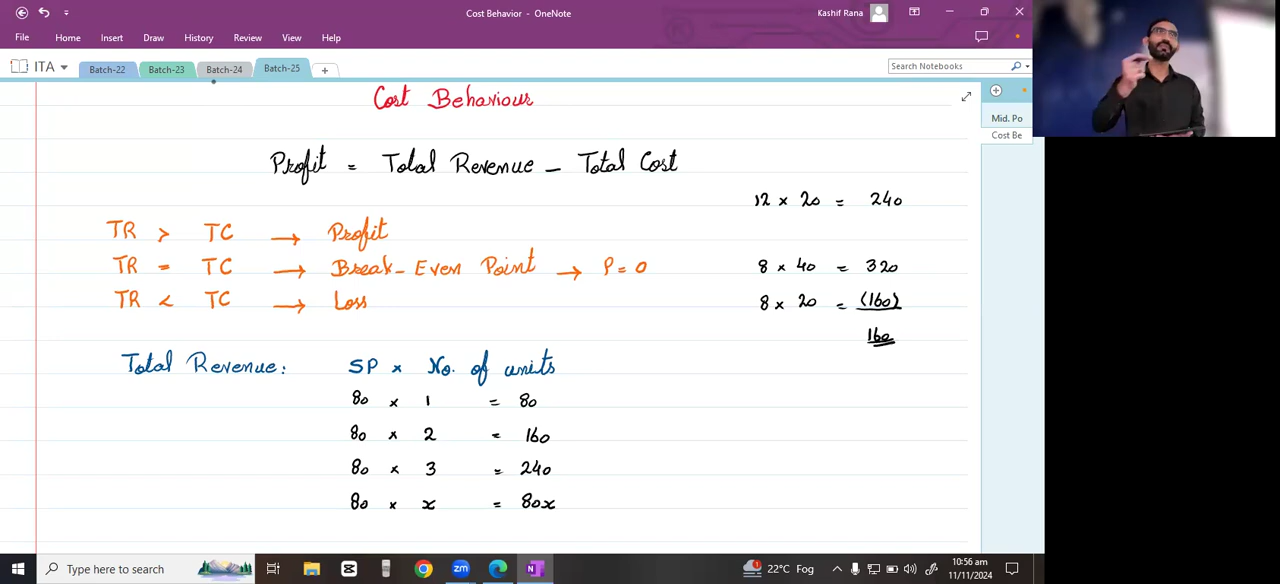 Cost Behavior - OneNote
Kashif Rana
File Home Insert Draw History Review View Help
ITA Batch-22 Batch-23 Batch-24 Batch-25
Search Notebooks
Mid. Po
Cost Be
Cost Behaviour
Profit = Total Revenue - Total Cost
12 × 20 = 240
TR > TC → Profit
TR = TC → Break-Even Point → P = 0
8 × 40 = 320
TR < TC → Loss
8 × 20 = (160)
160
Total Revenue: SP × No. of units
80 × 1 = 80
80 × 2 = 160
80 × 3 = 240
80 × x = 80x
Type here to search
22°C Fog
10:56 am
11/11/2024